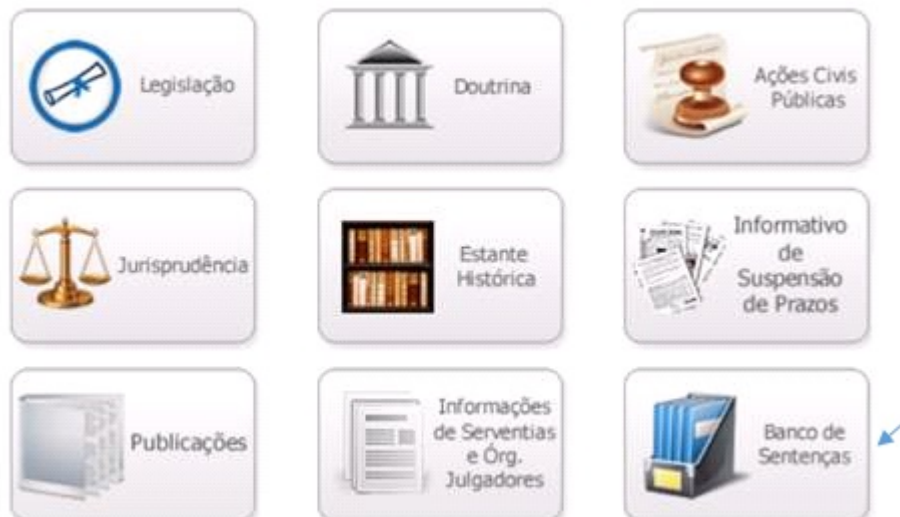 Legislação
Doutrina
Ações Civis
Públicas
Jurisprudência
Estante
Histórica
Informativo
de
Suspensão
de Prazos
Publicações
Informações
de Serventias
e Órg.
Julgadores
Banco de
Sentenças